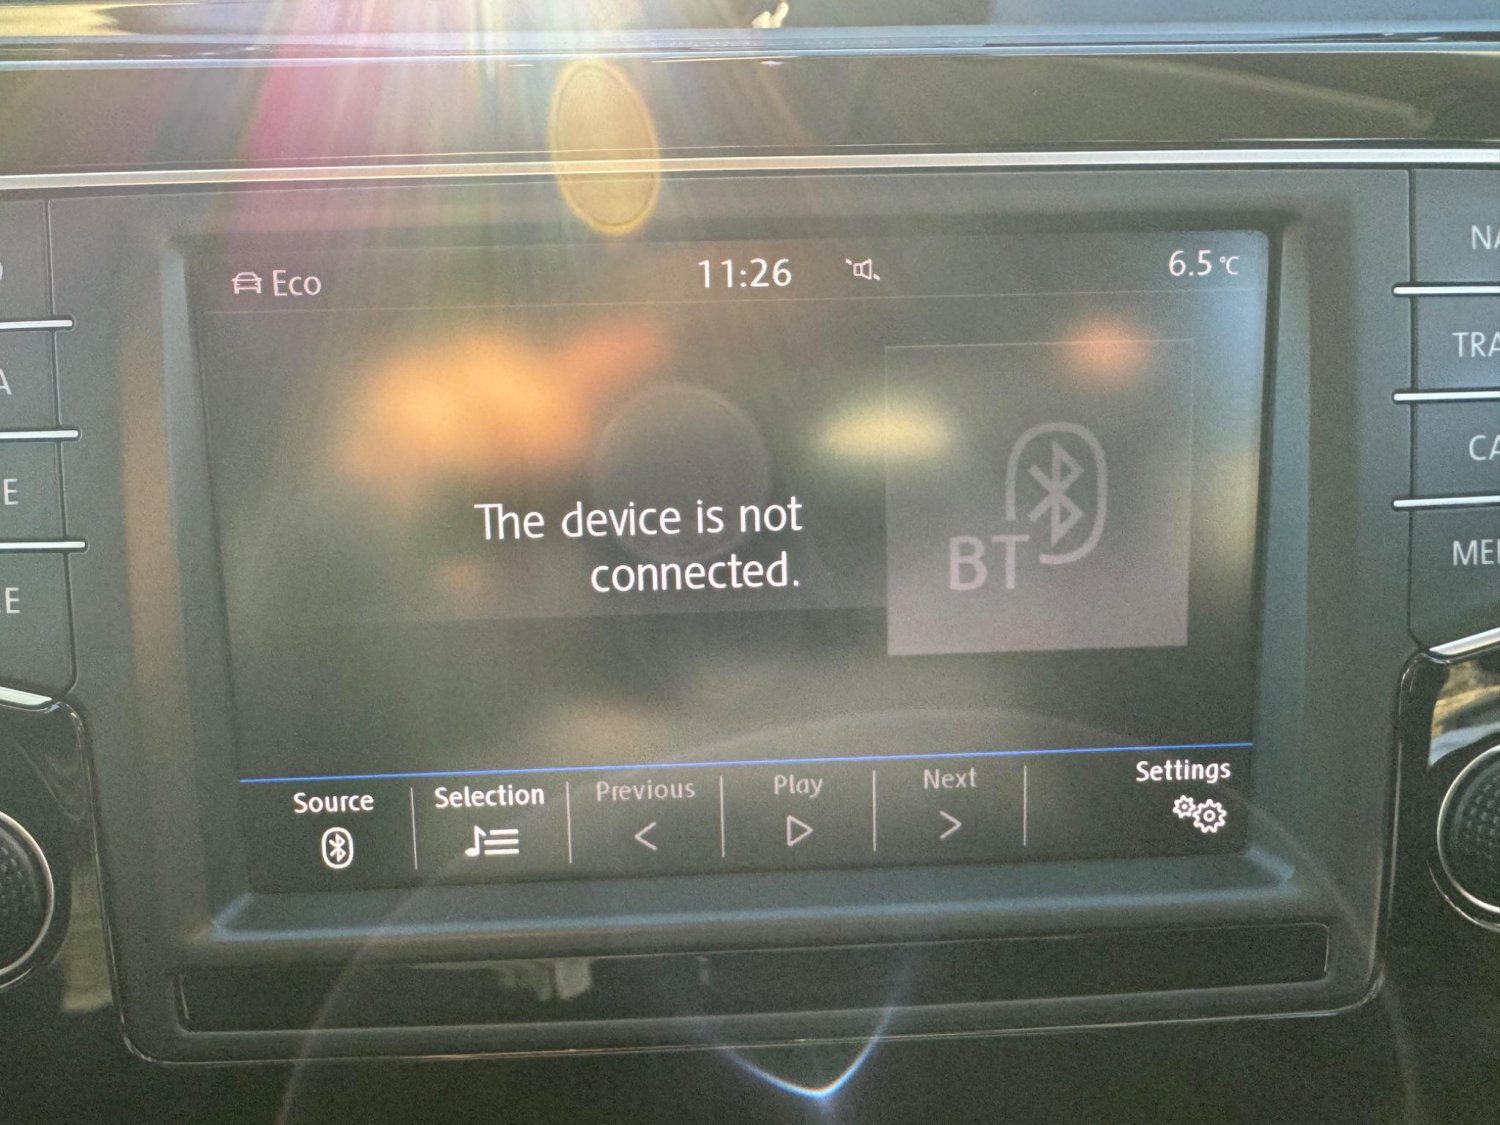 Eco
11:26
6.5 °C
The device is not
connected.
BT
Source
Selection
Previous
Play
Next
Settings